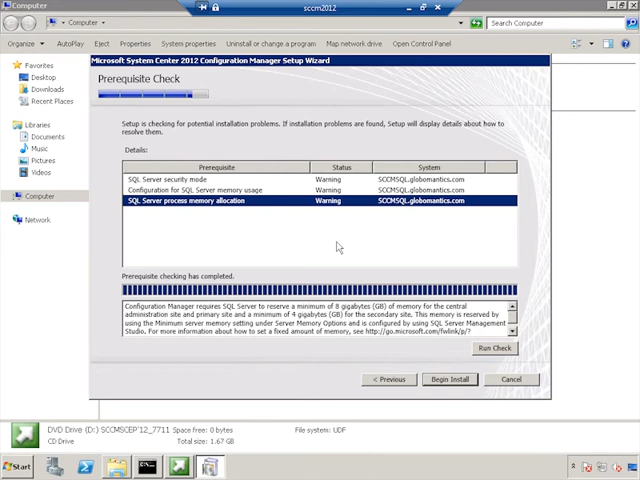 Computer
sccm2012
Computer
Search Computer
Organize
AutoPlay
Eject
Properties
System properties
Uninstall or change a program
Map network drive
Open Control Panel
Favorites
Desktop
Downloads
Recent Places
Libraries
Documents
Music
Pictures
Videos
Computer
Network
Microsoft System Center 2012 Configuration Manager Setup Wizard
Prerequisite Check
Setup is checking for potential installation problems. If installation problems are found, Setup will display details about how to
resolve them.
Details:
Prerequisite Status System
SQL Server security mode Warning SCCMSQL.globomantics.com
Configuration for SQL Server memory usage Warning SCCMSQL.globomantics.com
SQL Server process memory allocation Warning SCCMSQL.globomantics.com
Prerequisite checking has completed.
Configuration Manager requires SQL Server to reserve a minimum of 8 gigabytes (GB) of memory for the central
administration site and primary site and a minimum of 4 gigabytes (GB) for the secondary site. This memory is reserved by
using the Minimum server memory setting under Server Memory Options and is configured by using SQL Server Management
Studio. For more information about how to set a fixed amount of memory, see http://go.microsoft.com/fwlink/p/?
Run Check
< Previous
Begin Install
Cancel
DVD Drive (D:) SCCMSCEP'12_7711 Space free: 0 bytes File system: UDF
CD Drive Total size: 1.67 GB
Start